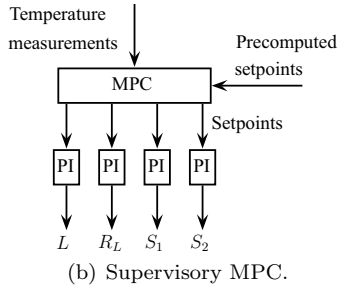 Temperature
measurements
Precomputed
setpoints
MPC
Setpoints
PI PI PI PI
L R_L S_1 S_2
(b) Supervisory MPC.